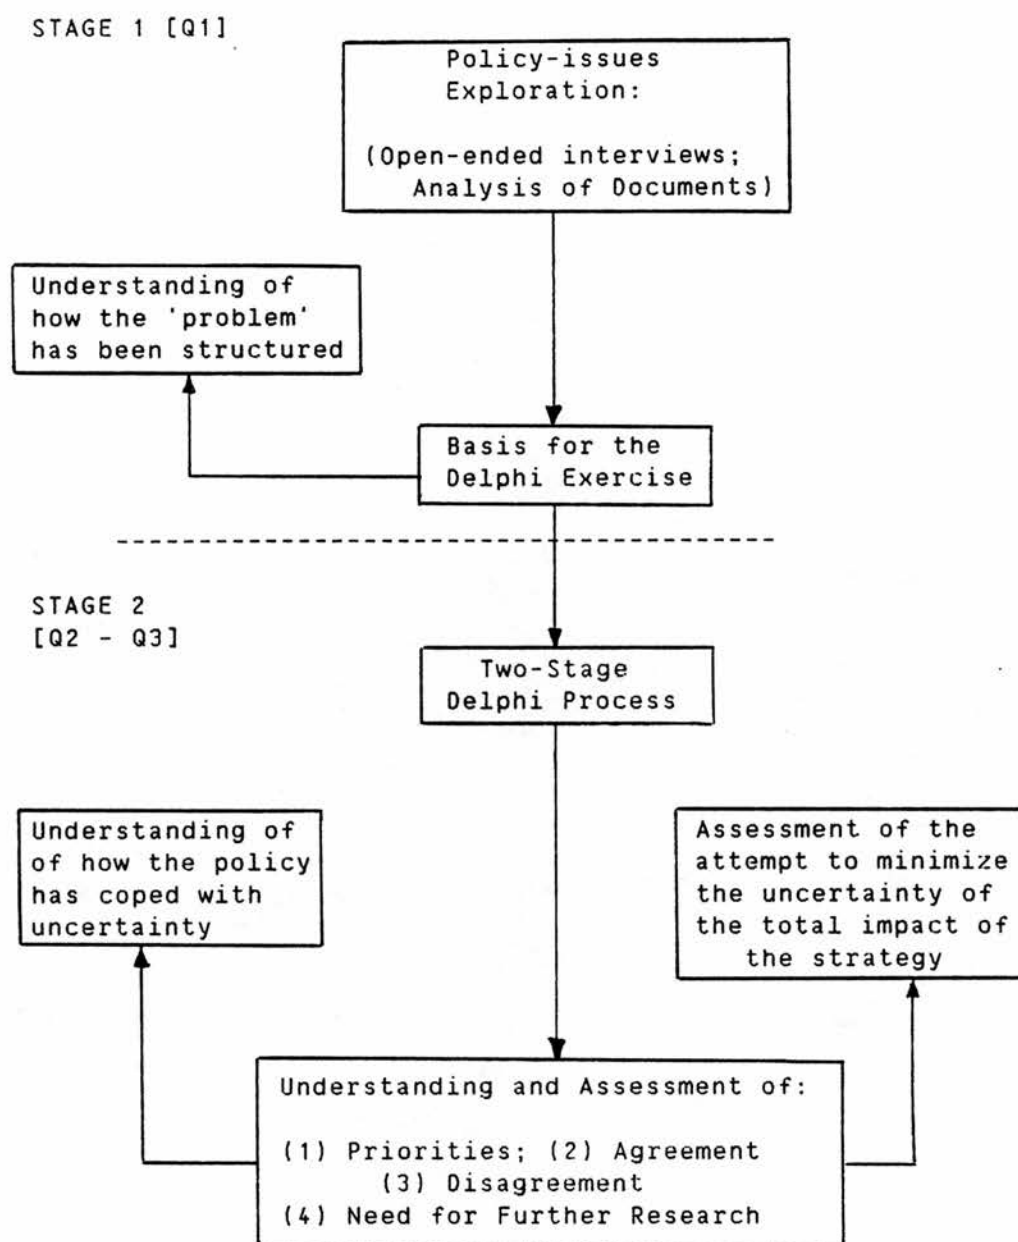 STAGE 1 [Q1]
Policy-issues
Exploration:
(Open-ended interviews;
Analysis of Documents)
Understanding of
how the 'problem'
has been structured
Basis for the
Delphi Exercise
STAGE 2
[Q2 - Q3]
Two-Stage
Delphi Process
Understanding of
of how the policy
has coped with
uncertainty
Assessment of the
attempt to minimize
the uncertainty of
the total impact of
the strategy
Understanding and Assessment of:
(1) Priorities; (2) Agreement
(3) Disagreement
(4) Need for Further Research